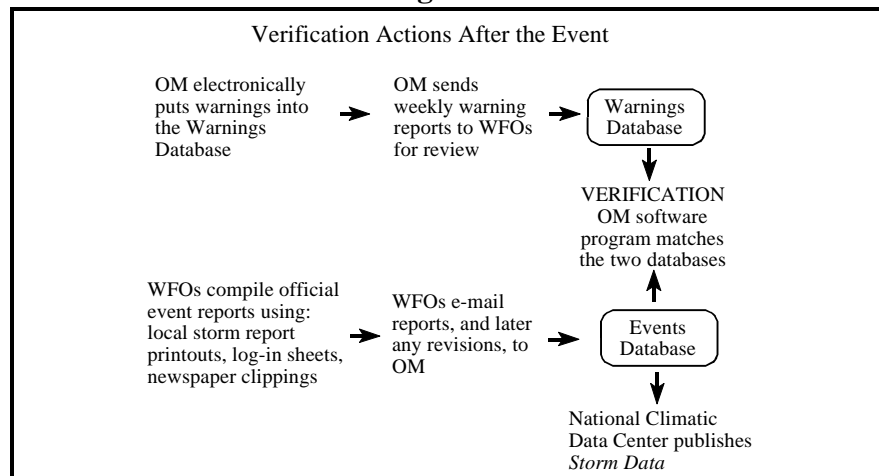 Verification Actions After the Event
OM electronically
puts warnings into
the Warnings
Database
OM sends
weekly warning
reports to WFOs
for review
Warnings
Database
VERIFICATION
OM software
program matches
the two databases
WFOs compile official
event reports using:
local storm report
printouts, log-in sheets,
newspaper clippings
WFOs e-mail
reports, and later
any revisions, to
OM
Events
Database
National Climatic
Data Center publishes
Storm Data